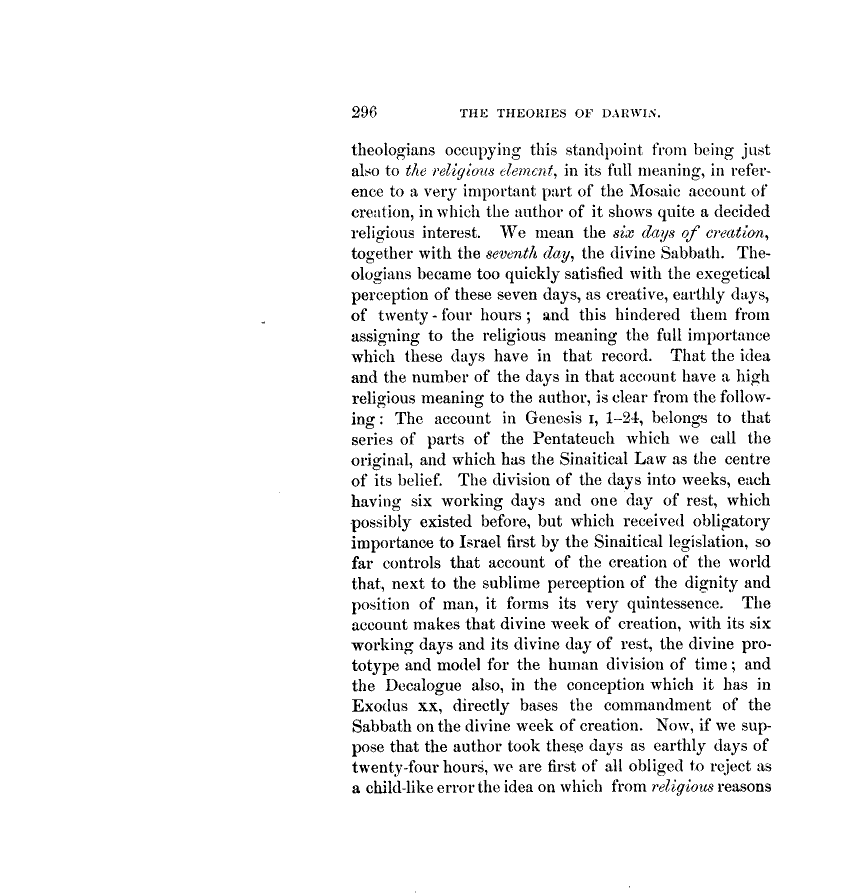 296 THE THEORIES OF DARWIN.
theologians occupying this standpoint from being just
also to the religious element, in its full meaning, in refer-
ence to a very important part of the Mosaic account of
creation, in which the author of it shows quite a decided
religious interest. We mean the six days of creation,
together with the seventh day, the divine Sabbath. The-
ologians became too quickly satisfied with the exegetical
perception of these seven days, as creative, earthly days,
of twenty-four hours; and this hindered them from
assigning to the religious meaning the full importance
which these days have in that record. That the idea
and the number of the days in that account have a high
religious meaning to the author, is clear from the follow-
ing: The account in Genesis I, 1–24, belongs to that
series of parts of the Pentateuch which we call the
original, and which has the Sinaitical Law as the centre
of its belief. The division of the days into weeks, each
having six working days and one day of rest, which
possibly existed before, but which received obligatory
importance to Israel first by the Sinaitical legislation, so
far controls that account of the creation of the world
that, next to the sublime perception of the dignity and
position of man, it forms its very quintessence. The
account makes that divine week of creation, with its six
working days and its divine day of rest, the divine pro-
totype and model for the human division of time; and
the Decalogue also, in the conception which it has in
Exodus XX, directly bases the commandment of the
Sabbath on the divine week of creation. Now, if we sup-
pose that the author took these days as earthly days of
twenty-four hours, we are first of all obliged to reject as
a child-like error the idea on which from religious reasons